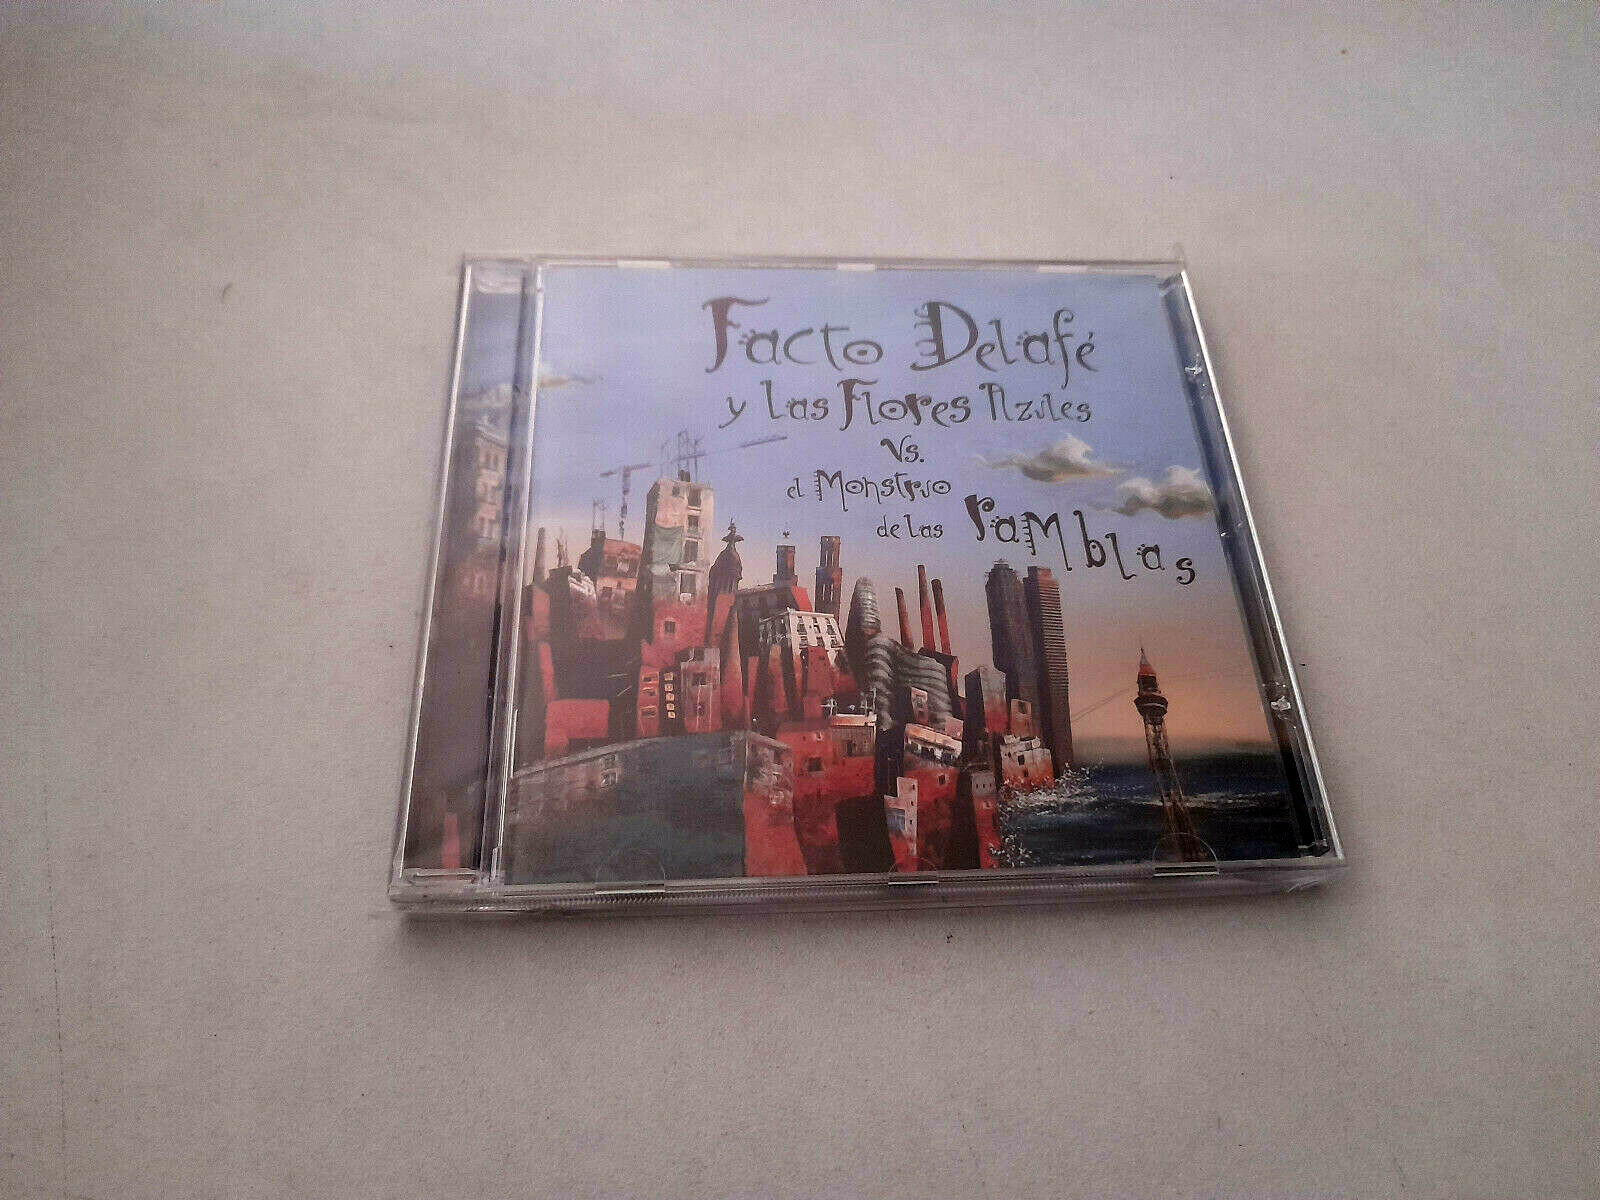 Facto Delafé
y Las Flores Azules
Vs.
el Monstruo
de las ramblas